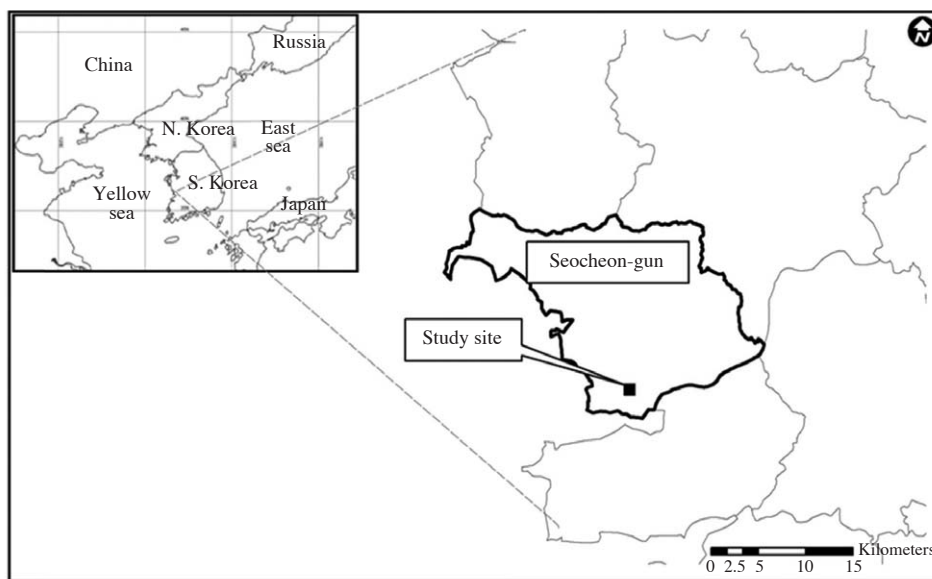 N
Russia
China
N. Korea
East
sea
S. Korea
Yellow
sea
Japan
Seocheon-gun
Study site
Kilometers
0 2.5 5 10 15